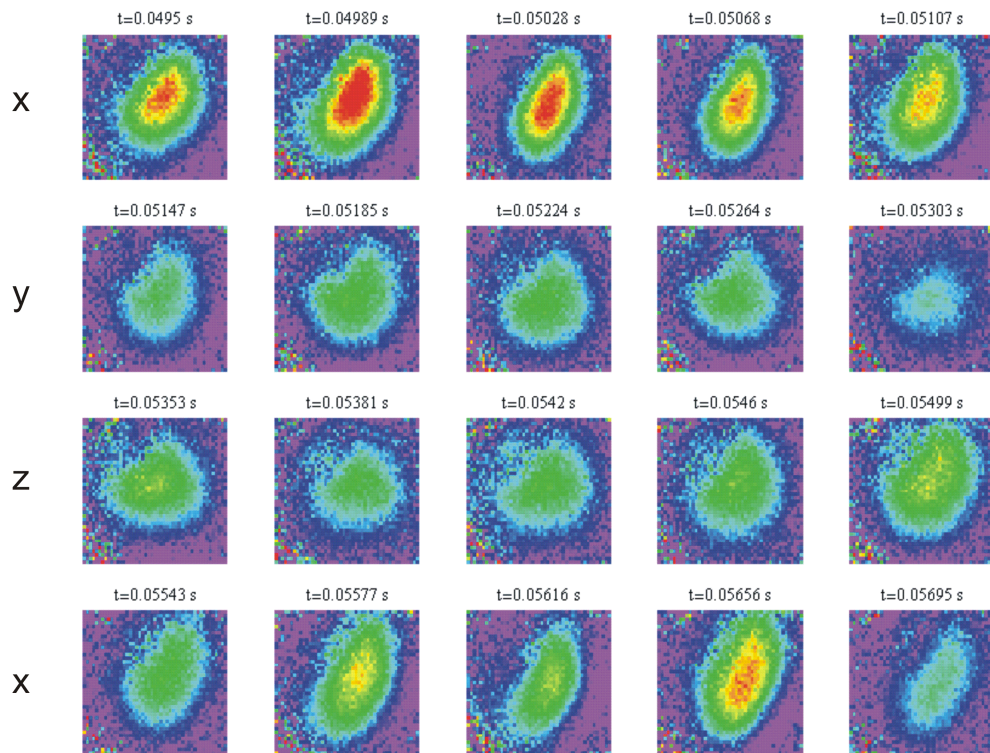 t=0.0495 s t=0.04989 s t=0.05028 s t=0.05068 s t=0.05107 s
x
t=0.05147 s t=0.05185 s t=0.05224 s t=0.05264 s t=0.05303 s
y
t=0.05353 s t=0.05381 s t=0.0542 s t=0.0546 s t=0.05499 s
z
t=0.05543 s t=0.05577 s t=0.05616 s t=0.05656 s t=0.05695 s
x